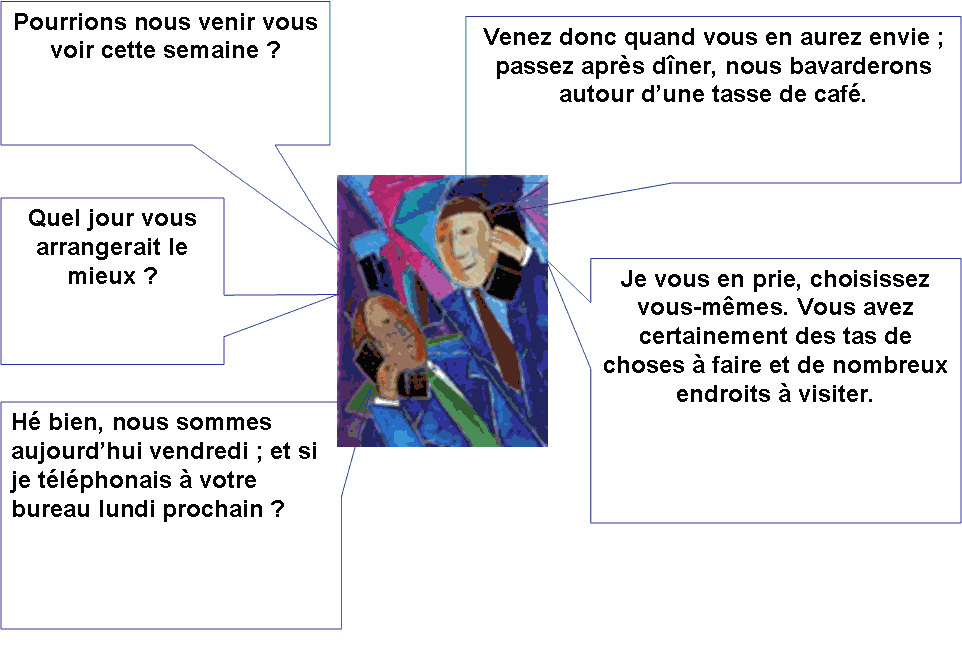 Pourrions nous venir vous
voir cette semaine ?
Venez donc quand vous en aurez envie ;
passez après dîner, nous bavarderons
autour d’une tasse de café.
Quel jour vous
arrangerait le
mieux ?
Je vous en prie, choisissez
vous-mêmes. Vous avez
certainement des tas de
choses à faire et de nombreux
endroits à visiter.
Hé bien, nous sommes
aujourd’hui vendredi ; et si
je téléphonais à votre
bureau lundi prochain ?